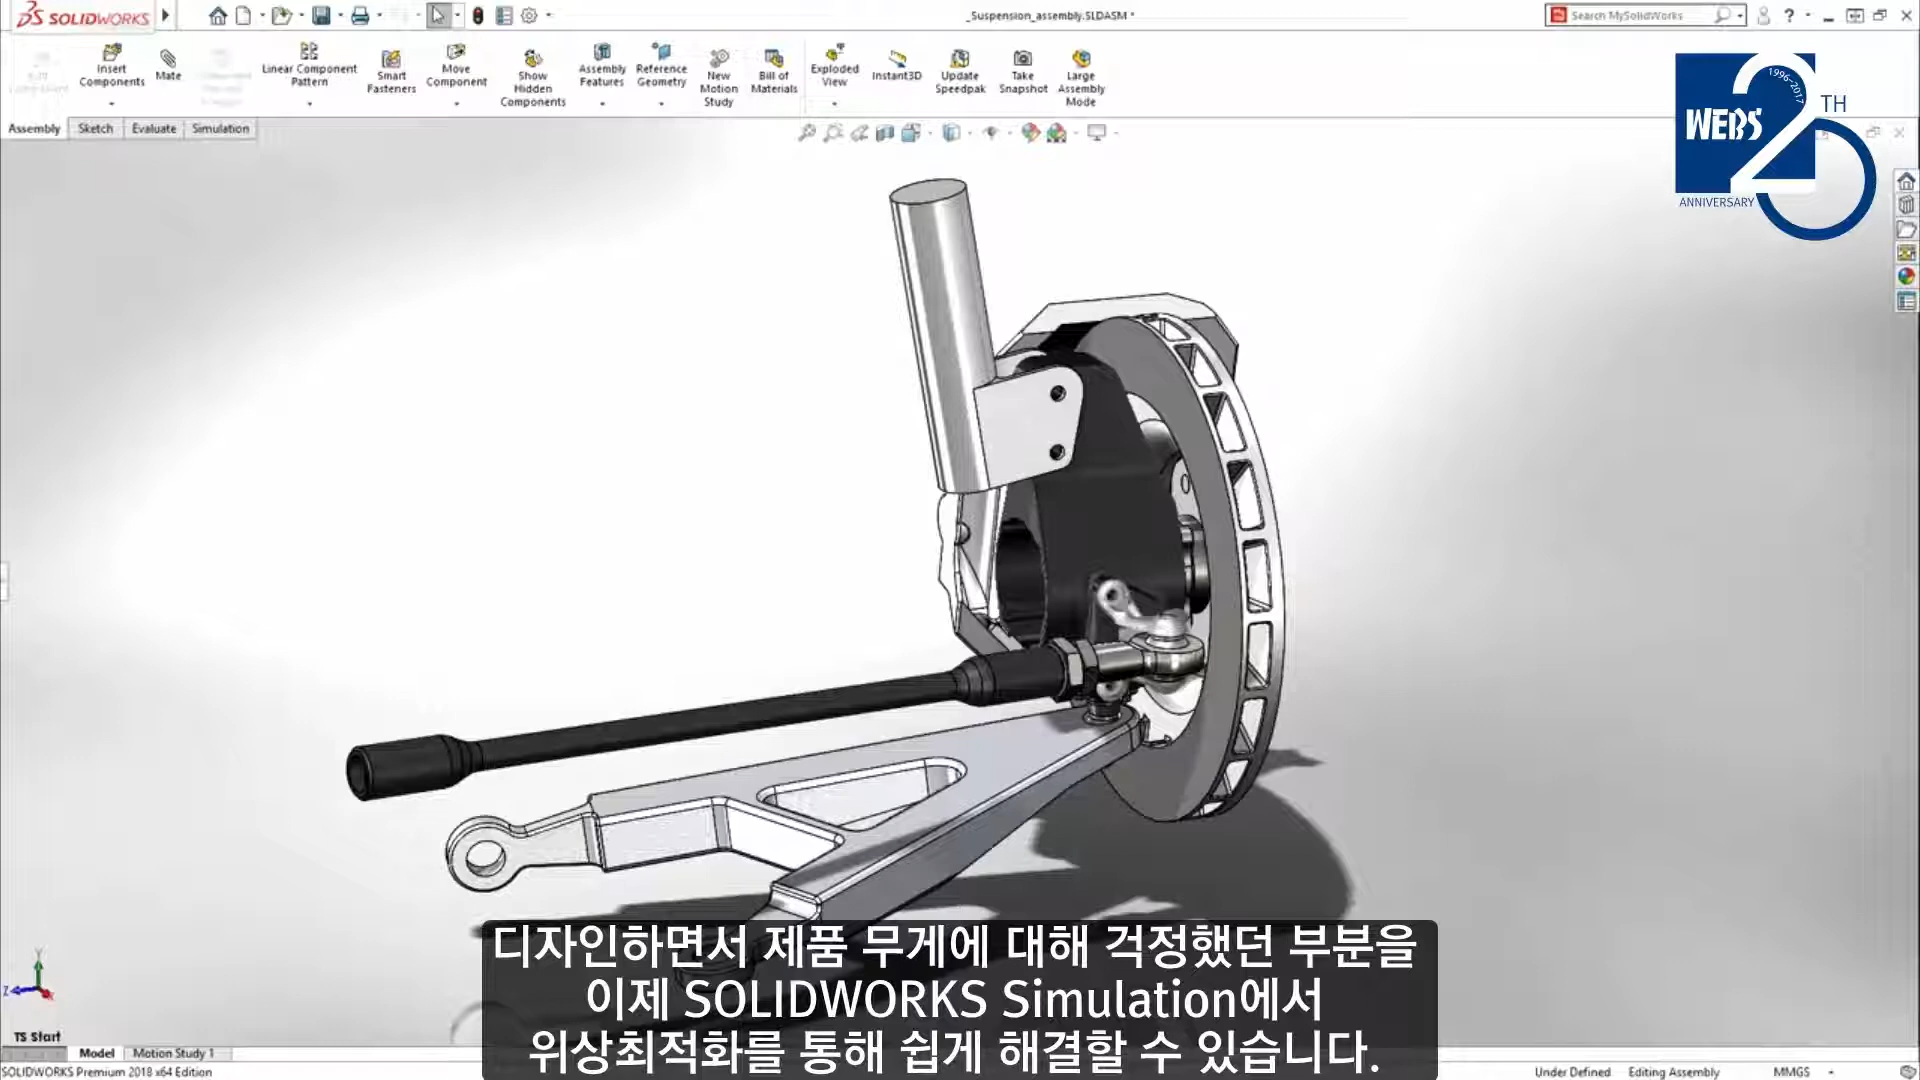 SOLIDWORKS
_Suspension_assembly.SLDASM *
Search MySolidWorks
Insert Components
Mate
Linear Component Pattern
Smart Fasteners
Move Component
Show Hidden Components
Assembly Features
Reference Geometry
New Motion Study
Bill of Materials
Exploded View
Instant3D
Update Speedpak
Take Snapshot
Large Assembly Mode
Assembly
Sketch
Evaluate
Simulation
WEBS
20
1996-2017
TH
ANNIVERSARY
디자인하면서 제품 무게에 대해 걱정했던 부분을
이제 SOLIDWORKS Simulation에서
위상최적화를 통해 쉽게 해결할 수 있습니다.
Y
Z
X
TS Start
Model
Motion Study 1
SOLIDWORKS Premium 2018 x64 Edition
Under Defined
Editing Assembly
MMGS